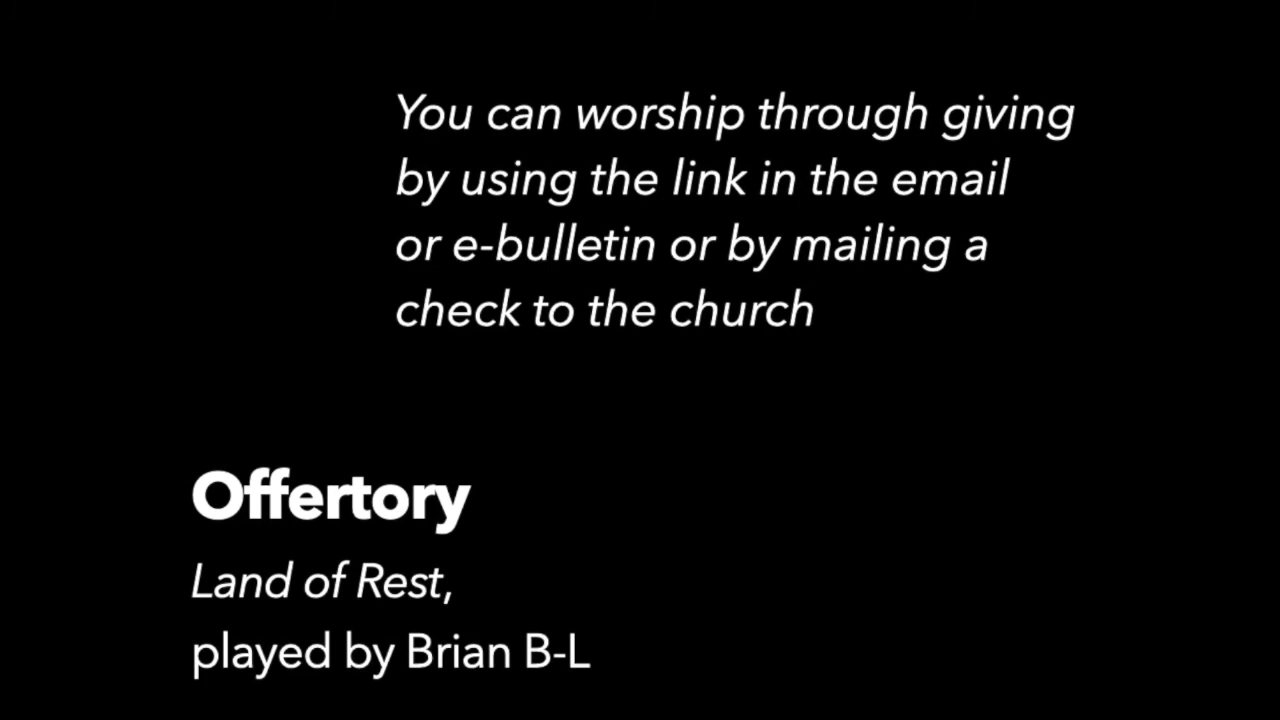 You can worship through giving
by using the link in the email
or e-bulletin or by mailing a
check to the church
Offertory
Land of Rest,
played by Brian B-L